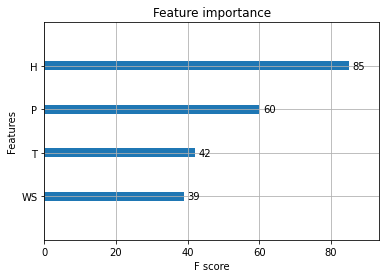 Feature importance
Features
H 85
P 60
T 42
WS 39
0 20 40 60 80
F score